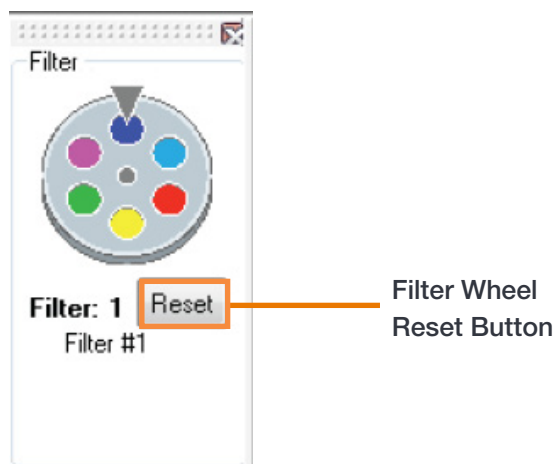 Filter
Filter: 1 Reset
Filter #1
Filter Wheel
Reset Button